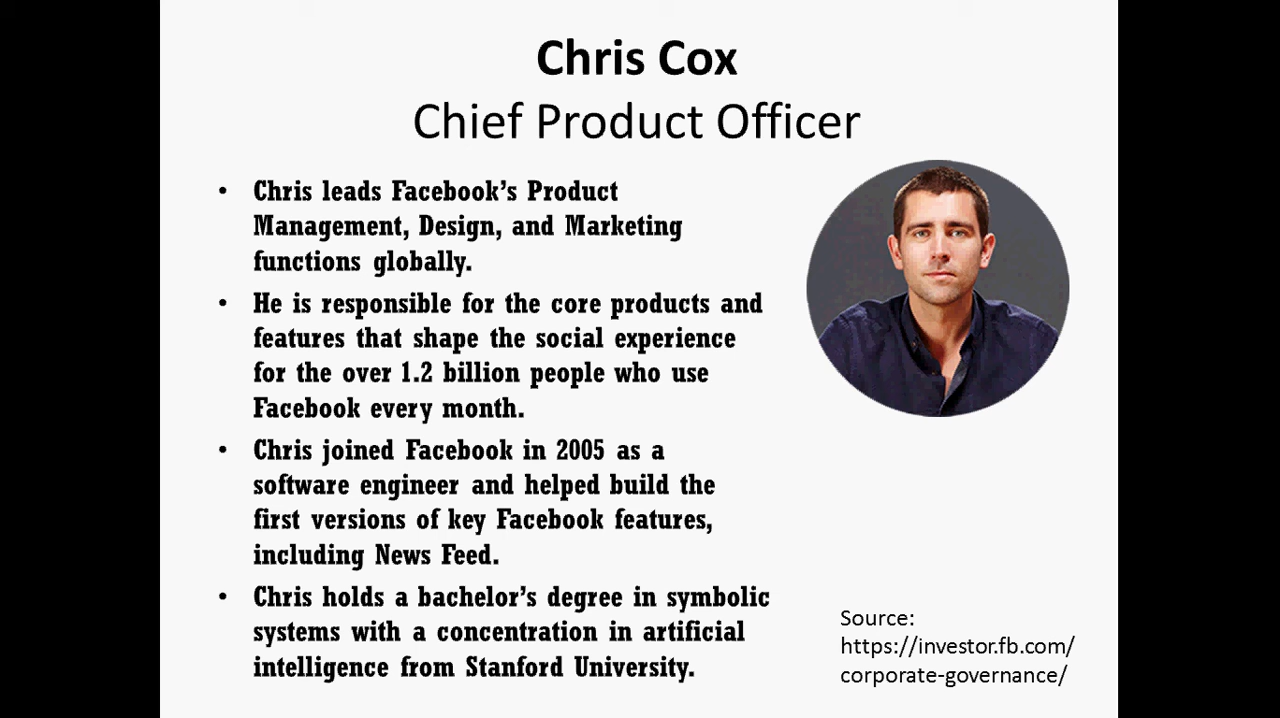 Chris Cox
Chief Product Officer
• Chris leads Facebook’s Product
Management, Design, and Marketing
functions globally.
• He is responsible for the core products and
features that shape the social experience
for the over 1.2 billion people who use
Facebook every month.
• Chris joined Facebook in 2005 as a
software engineer and helped build the
first versions of key Facebook features,
including News Feed.
• Chris holds a bachelor’s degree in symbolic
systems with a concentration in artificial
intelligence from Stanford University.
Source:
https://investor.fb.com/
corporate-governance/